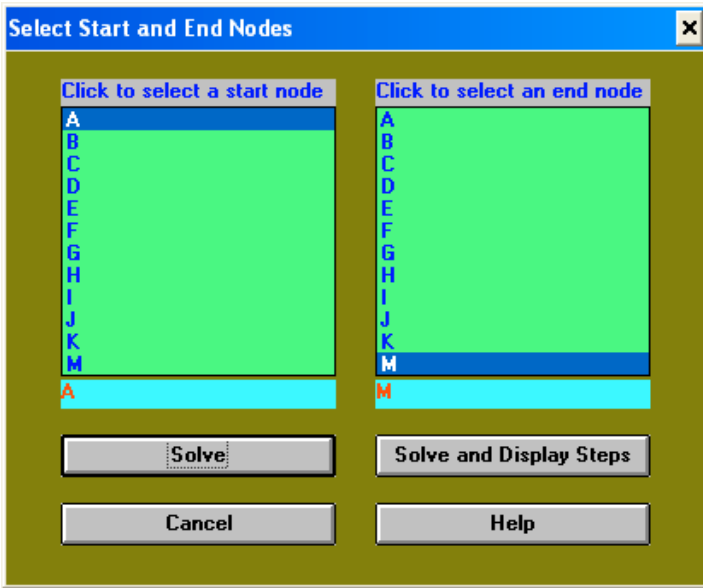 Select Start and End Nodes
Click to select a start node
A
B
C
D
E
F
G
H
I
J
K
M
A
Click to select an end node
A
B
C
D
E
F
G
H
I
J
K
M
M
Solve
Solve and Display Steps
Cancel
Help